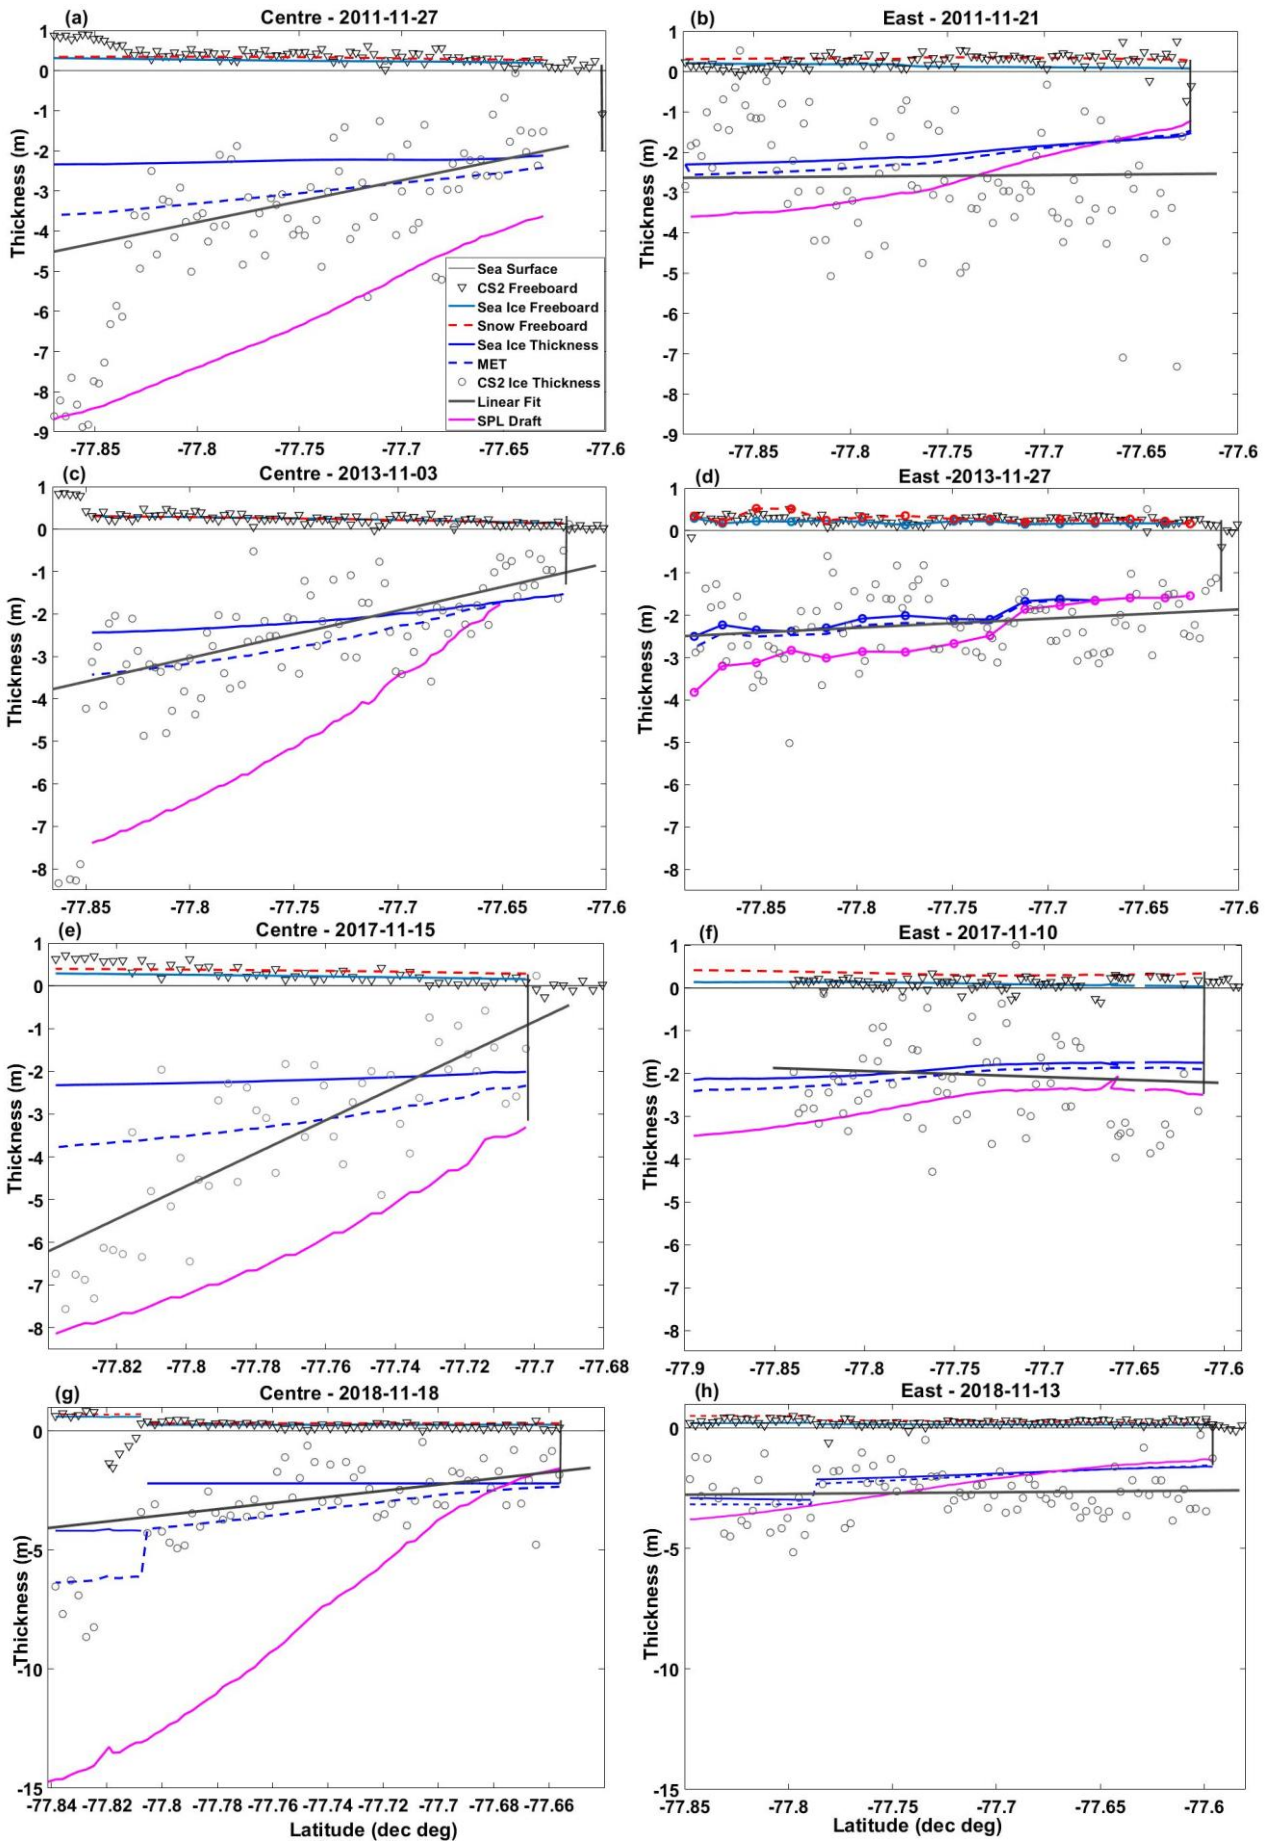 (a) Centre - 2011-11-27
1
0
-1
-2
-3
-4
-5
-6
-7
-8
-9
Thickness (m)
Sea Surface
CS2 Freeboard
Sea Ice Freeboard
Snow Freeboard
Sea Ice Thickness
MET
CS2 Ice Thickness
Linear Fit
SPL Draft
-77.85 -77.8 -77.75 -77.7 -77.65 -77.6
(b) East - 2011-11-21
1
0
-1
-2
-3
-4
-5
-6
-7
-8
-9
Thickness (m)
-77.85 -77.8 -77.75 -77.7 -77.65 -77.6
(c) Centre - 2013-11-03
1
0
-1
-2
-3
-4
-5
-6
-7
-8
Thickness (m)
-77.85 -77.8 -77.75 -77.7 -77.65 -77.6
(d) East -2013-11-27
1
0
-1
-2
-3
-4
-5
-6
-7
-8
Thickness (m)
-77.85 -77.8 -77.75 -77.7 -77.65 -77.6
(e) Centre - 2017-11-15
1
0
-1
-2
-3
-4
-5
-6
-7
-8
Thickness (m)
-77.82 -77.8 -77.78 -77.76 -77.74 -77.72 -77.7 -77.68
(f) East - 2017-11-10
1
0
-1
-2
-3
-4
-5
-6
-7
-8
Thickness (m)
-77.9 -77.85 -77.8 -77.75 -77.7 -77.65 -77.6
(g) Centre - 2018-11-18
0
-5
-10
-15
Thickness (m)
-77.84 -77.82 -77.8 -77.78 -77.76 -77.74 -77.72 -77.7 -77.68 -77.66
Latitude (dec deg)
(h) East - 2018-11-13
0
-5
-10
-15
Thickness (m)
-77.85 -77.8 -77.75 -77.7 -77.65 -77.6
Latitude (dec deg)